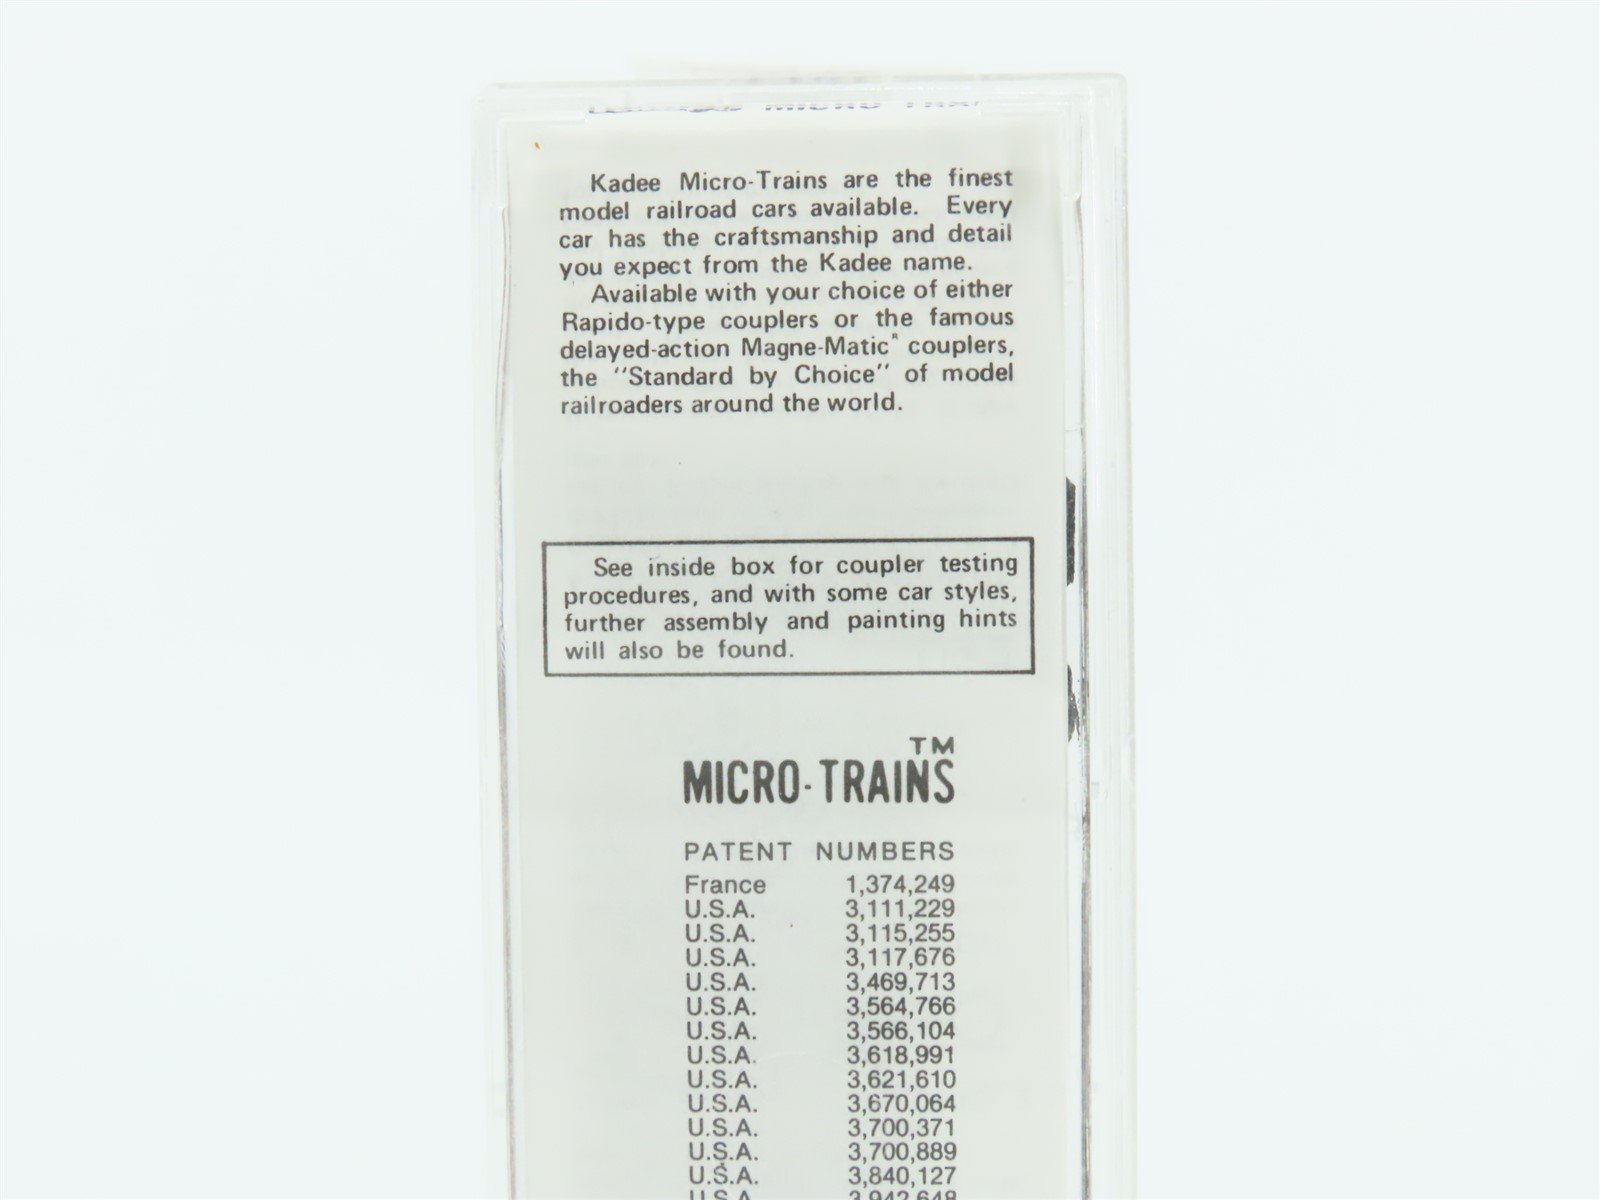 Kadee Micro-Trains are the finest
model railroad cars available. Every
car has the craftsmanship and detail
you expect from the Kadee name.
Available with your choice of either
Rapido-type couplers or the famous
delayed-action Magne-Matic® couplers,
the "Standard by Choice" of model
railroaders around the world.
See inside box for coupler testing
procedures, and with some car styles,
further assembly and painting hints
will also be found.
TM
MICRO-TRAINS
PATENT NUMBERS
France 1,374,249
U.S.A. 3,111,229
U.S.A. 3,115,255
U.S.A. 3,117,676
U.S.A. 3,469,713
U.S.A. 3,564,766
U.S.A. 3,566,104
U.S.A. 3,618,991
U.S.A. 3,621,610
U.S.A. 3,670,064
U.S.A. 3,700,371
U.S.A. 3,700,889
U.S.A. 3,840,127
U.S.A. 3,942,648